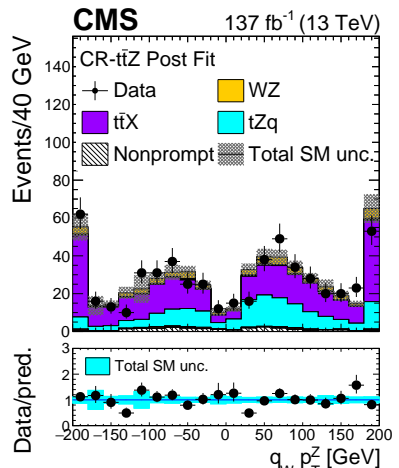 CMS 137 fb⁻¹ (13 TeV)
CR-tt̄Z Post Fit
Data WZ
tt̄X tZq
Nonprompt Total SM unc.
Events/40 GeV
140
120
100
80
60
40
20
0
Total SM unc.
Data/pred.
3
2
1
0
−200 −150 −100 −50 0 50 100 150 200
q_W p_T^Z [GeV]